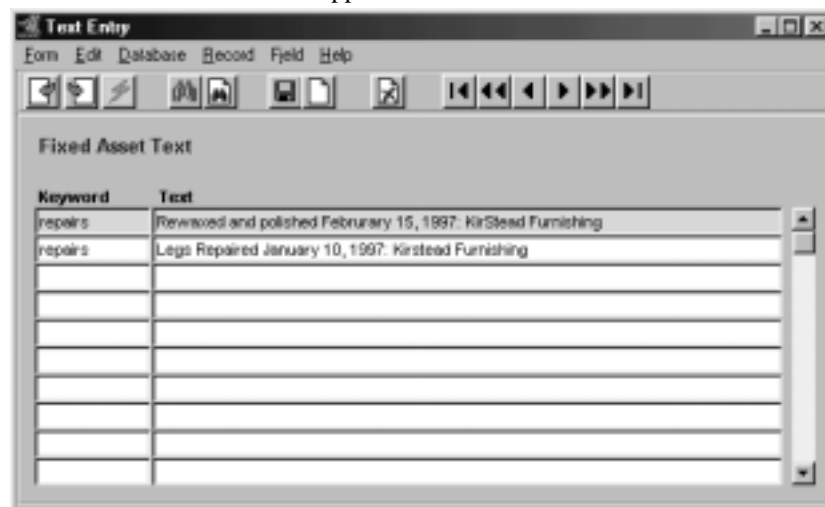 Text Entry
Form Edit Database Record Field Help
Fixed Asset Text
Keyword Text
repairs Rewaxed and polished Februrary 15, 1997: KirStead Furnishing
repairs Legs Repaired January 10, 1997: Kirstead Furnishing